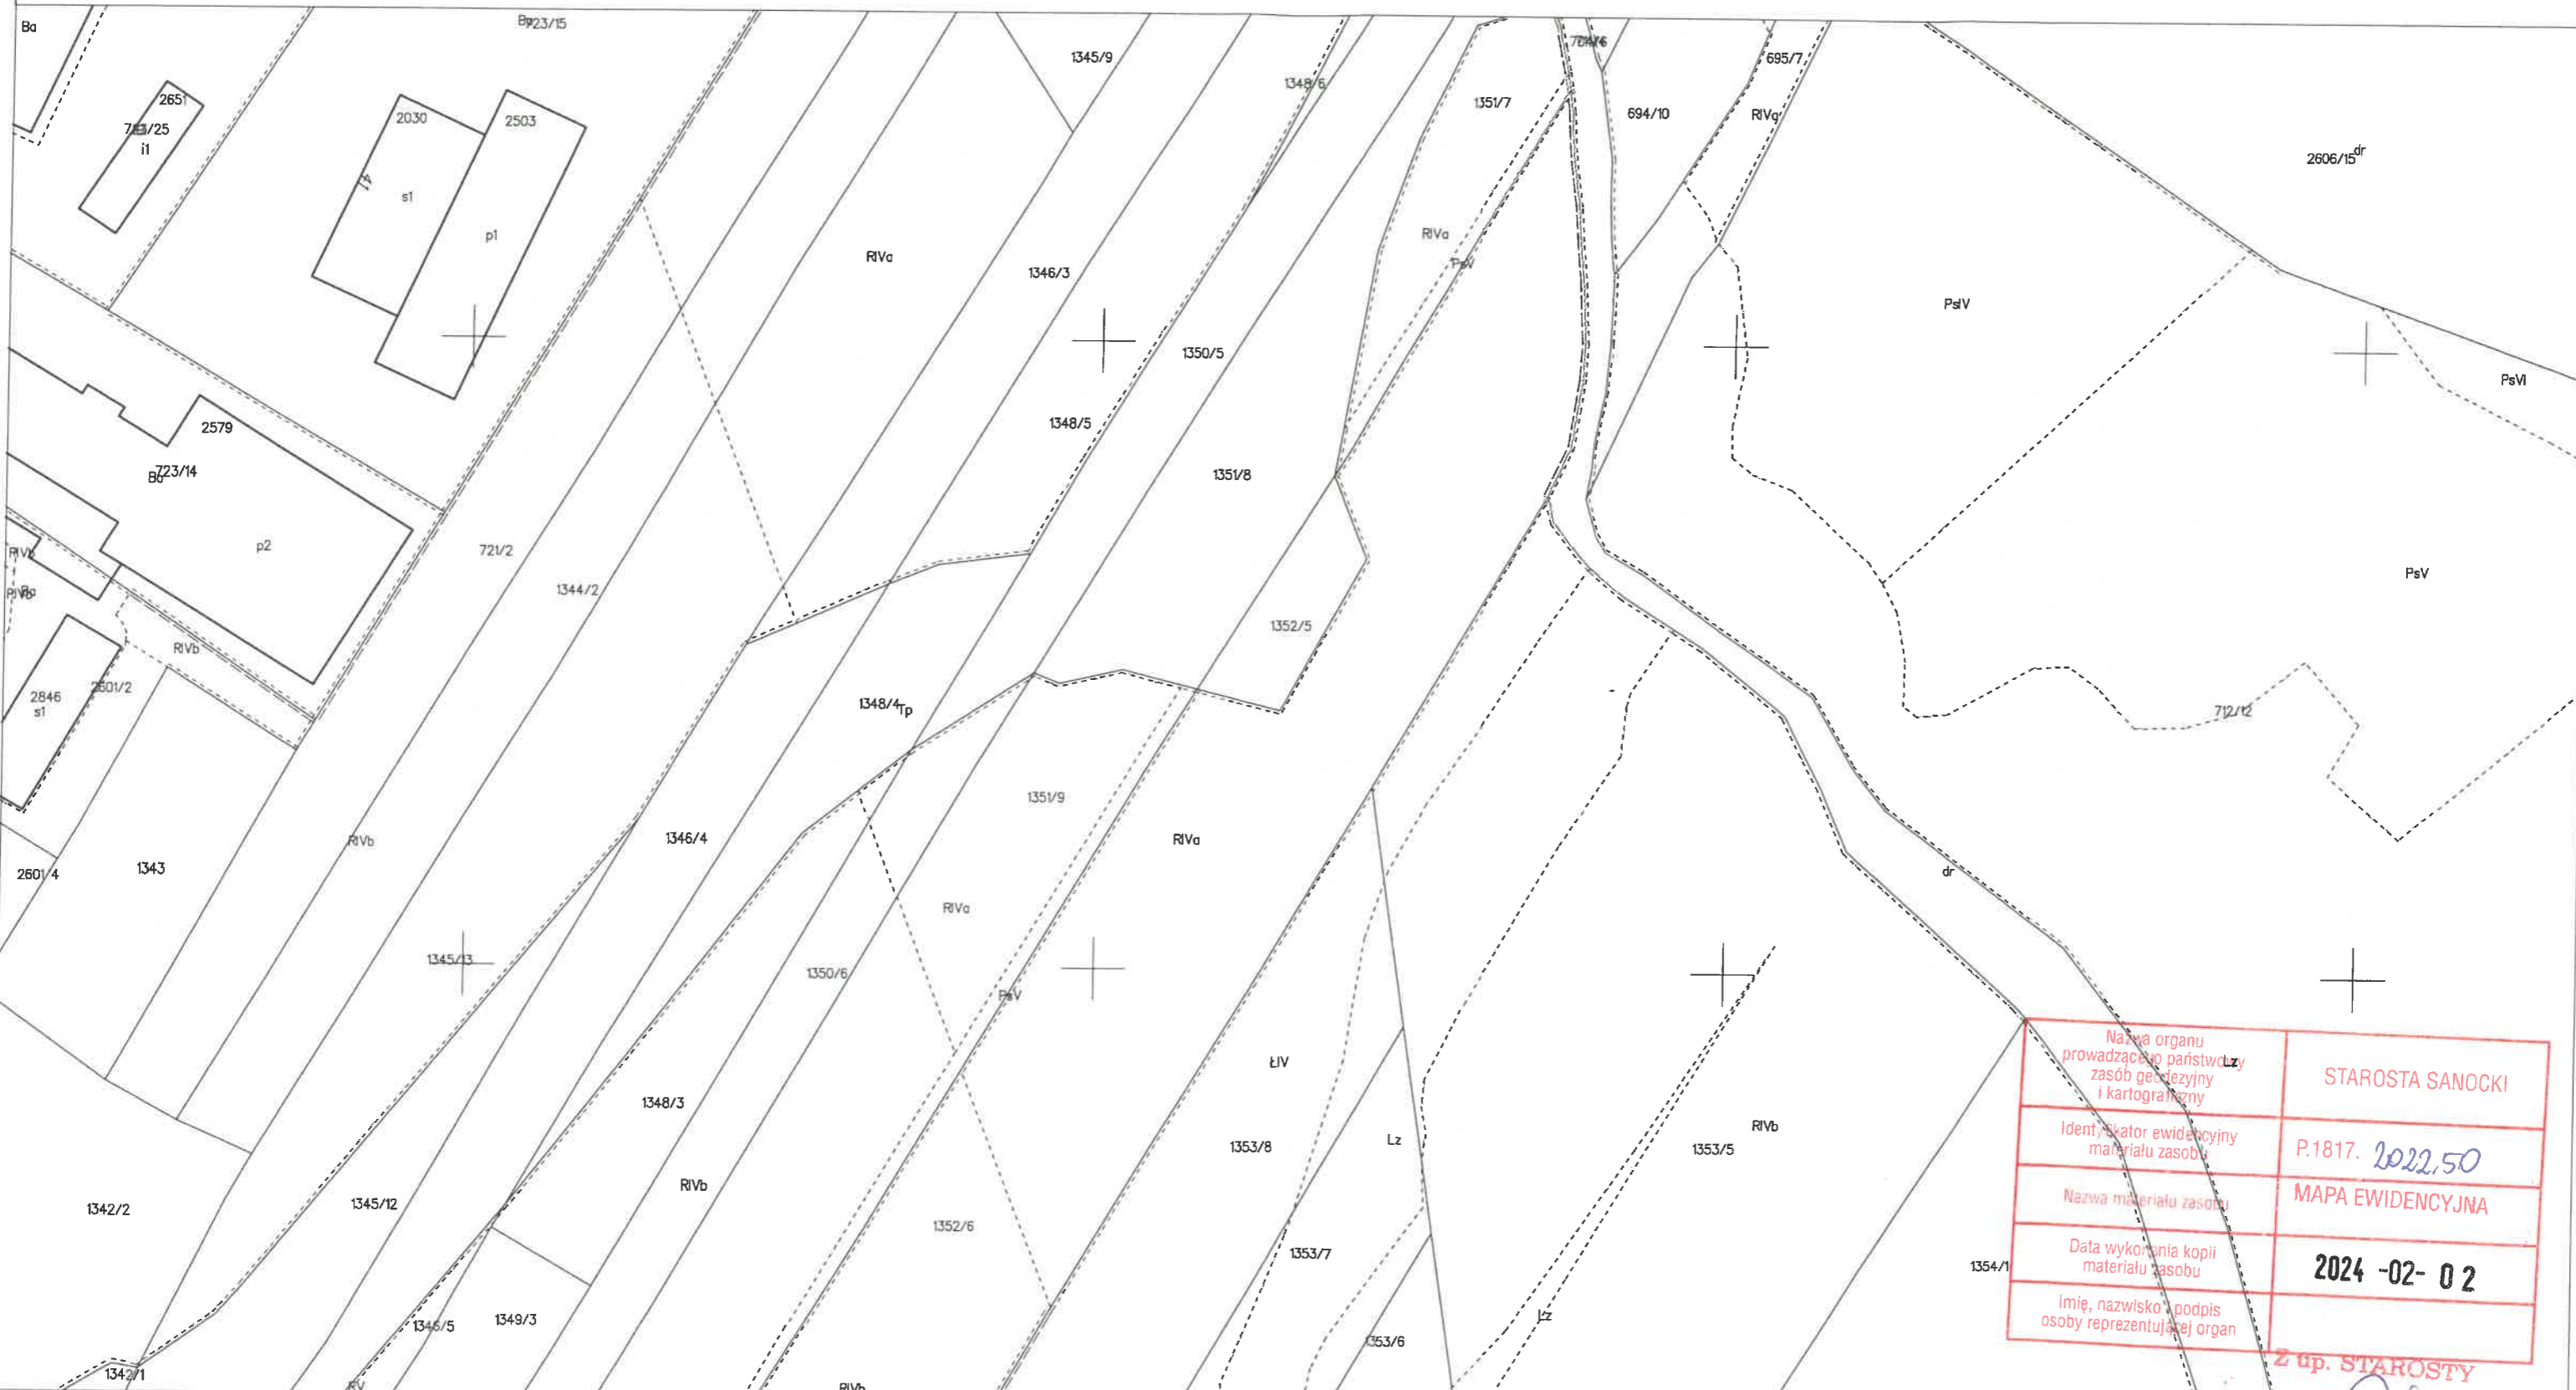 Ba
723/15
1345/9
1348/6
1351/7
695/7
694/10
RIVa
2606/15 dr
2651
i1
2030
2503
41
s1
p1
RIVa
1346/3
RIVa
PsV
PsIV
1350/5
PsVI
1348/5
2579
1351/8
723/14
p2
721/2
1344/2
PsV
1352/5
RIVb
2601/2
2846
s1
1348/4 Tp
712/12
1351/9
RIVb
1346/4
RIVa
1343
dr
2601/4
RIVa
1345/13
1350/6
PsV
ŁIV
Lz
1348/3
1353/8
Lz
1353/5
RIVb
RIVb
1342/2
1345/12
1352/6
1353/7
1354/1
Lz
1346/5
1349/3
1353/6
1342/1
RV
RIVb
Nazwa organu
prowadzącego państwowy
zasób geodezyjny
i kartograficzny
STAROSTA SANOCKI
Identyfikator ewidencyjny
materiału zasobu
P.1817. 2022.50
Nazwa materiału zasobu
MAPA EWIDENCYJNA
Data wykonania kopii
materiału zasobu
2024 -02- 02
Imię, nazwisko i podpis
osoby reprezentującej organ
Z up. STAROSTY